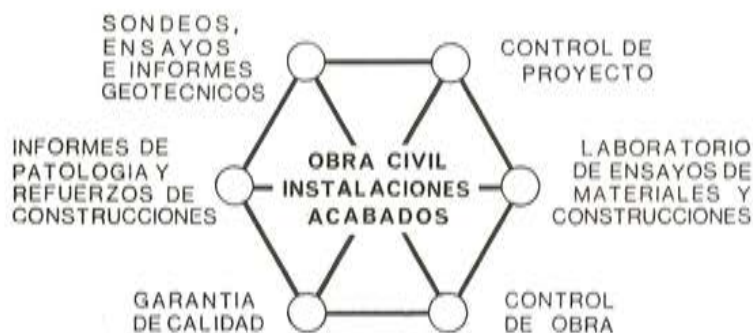 SONDEOS,
ENSAYOS
E INFORMES
GEOTECNICOS
CONTROL DE
PROYECTO
INFORMES DE
PATOLOGIA Y
REFUERZOS DE
CONSTRUCCIONES
OBRA CIVIL
INSTALACIONES
ACABADOS
LABORATORIO
DE ENSAYOS DE
MATERIALES Y
CONSTRUCCIONES
GARANTIA
DE CALIDAD
CONTROL
DE OBRA